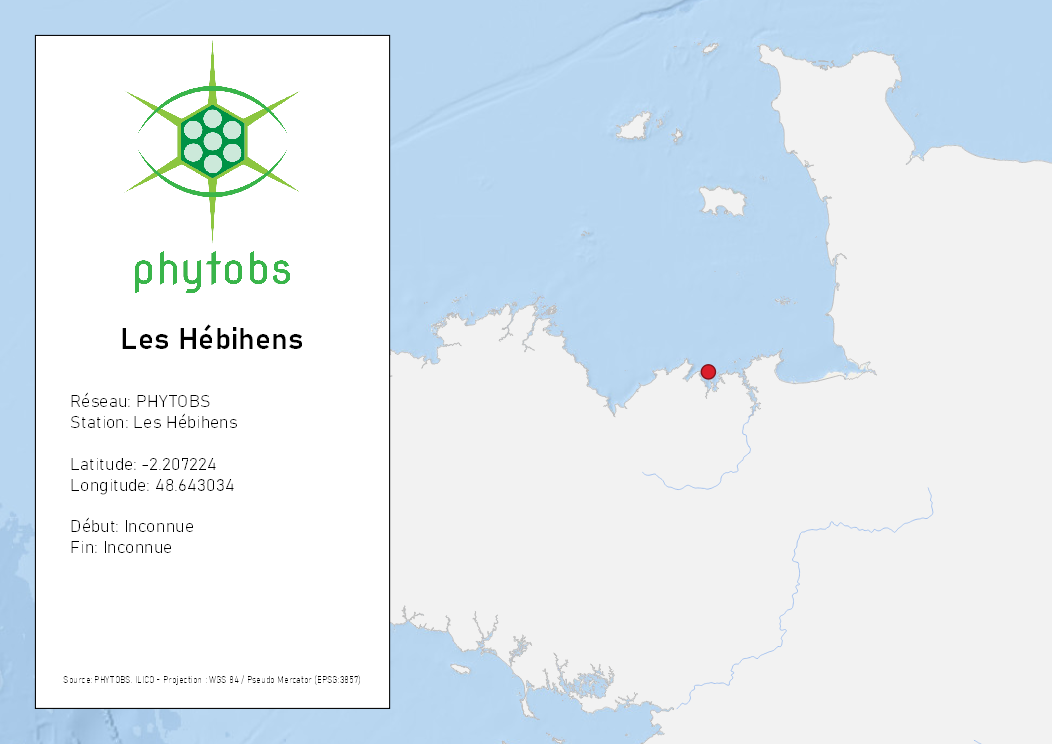 phytobs
Les Hébihens
Réseau: PHYTOBS
Station: Les Hébihens
Latitude: -2.207224
Longitude: 48.643034
Début: Inconnue
Fin: Inconnue
Source: PHYTOBS, ILICO - Projection : WGS 84 / Pseudo Mercator (EPSG:3857)